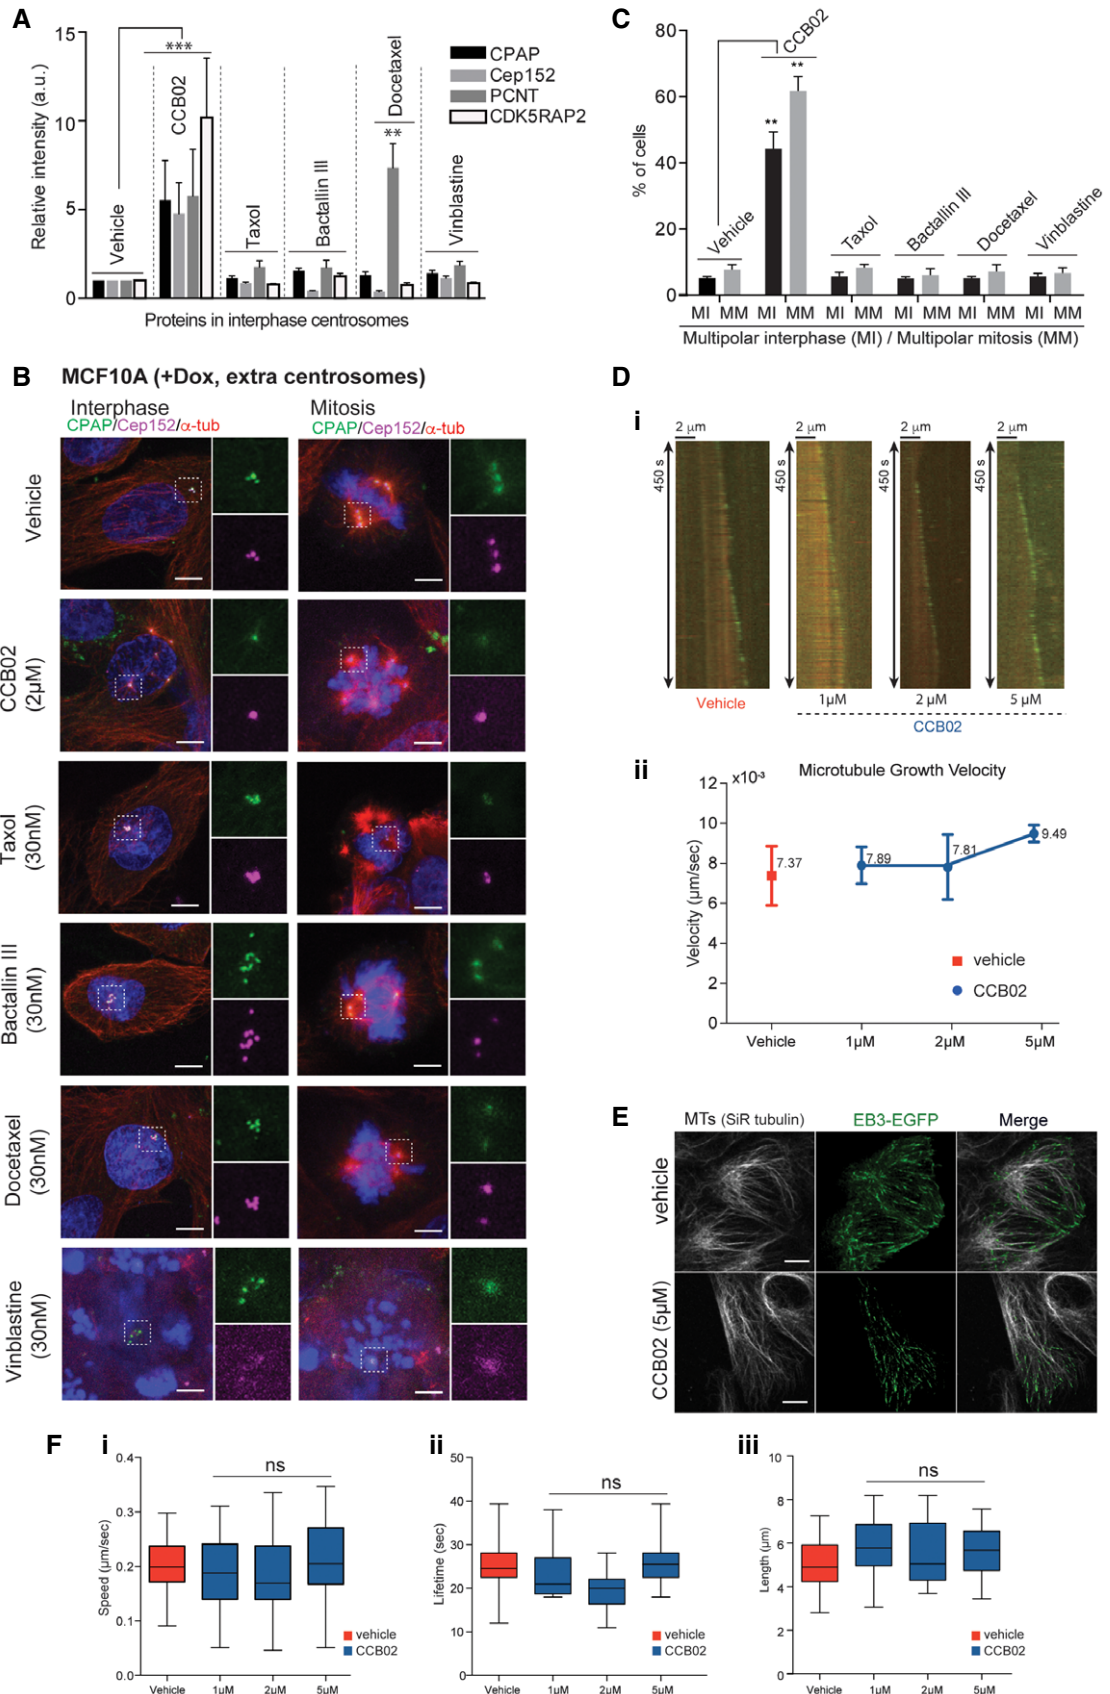 A
Relative intensity (a.u.)
15
10
5
0
Vehicle
CCB02
***
Taxol
Bactallin III
Docetaxel
**
Vinblastine
CPAP
Cep152
PCNT
CDK5RAP2
Proteins in interphase centrosomes
C
% of cells
80
60
40
20
0
Vehicle
CCB02
**
**
Taxol
Bactallin III
Docetaxel
Vinblastine
MI MM MI MM MI MM MI MM MI MM MI MM
Multipolar interphase (MI) / Multipolar mitosis (MM)
B
MCF10A (+Dox, extra centrosomes)
Interphase
CPAP/Cep152/α-tub
Mitosis
CPAP/Cep152/α-tub
Vehicle
CCB02
(2µM)
Taxol
(30nM)
Bactallin III
(30nM)
Docetaxel
(30nM)
Vinblastine
(30nM)
D
i
2 µm 2 µm 2 µm 2 µm
450 s 450 s 450 s 450 s
Vehicle
1µM 2 µM 5 µM
CCB02
ii
x10-3
Microtubule Growth Velocity
Velocity (µm/sec)
12
10
8
6
4
2
0
7.37
7.89
7.81
9.49
vehicle
CCB02
Vehicle 1µM 2µM 5µM
E
MTs (SiR tubulin) EB3-EGFP Merge
vehicle
CCB02 (5µM)
F
i
Speed (µm/sec)
0.4
0.3
0.2
0.1
0.0
ns
vehicle
CCB02
Vehicle 1µM 2µM 5µM
ii
Lifetime (sec)
50
40
30
20
10
0
ns
vehicle
CCB02
Vehicle 1µM 2µM 5µM
iii
Length (µm)
10
8
6
4
2
0
ns
vehicle
CCB02
Vehicle 1µM 2µM 5µM